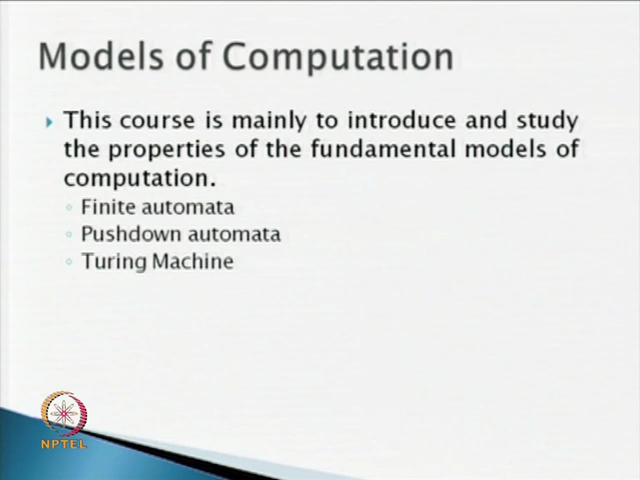 Models of Computation
This course is mainly to introduce and study
the properties of the fundamental models of
computation.
Finite automata
Pushdown automata
Turing Machine
NPTEL